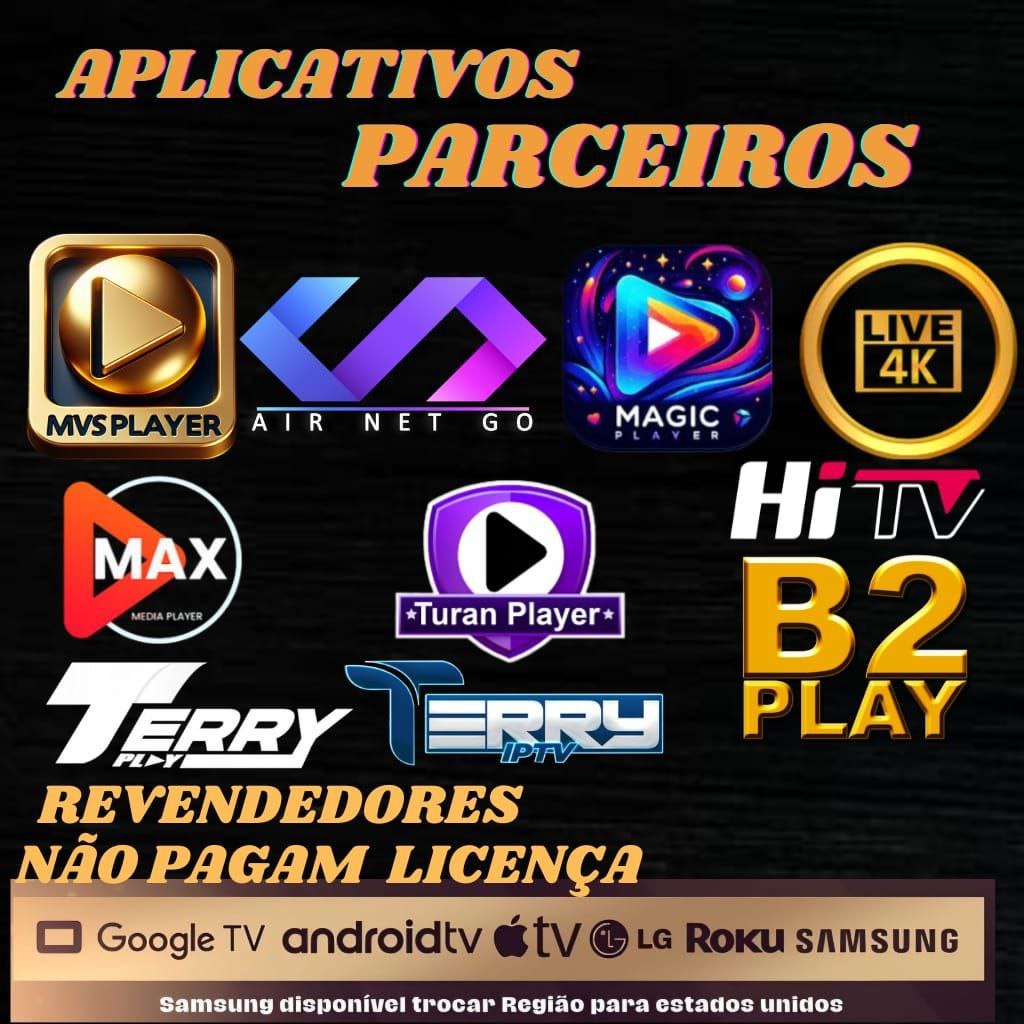 APLICATIVOS
PARCEIROS
MVSPLAYER
AIR NET GO
MAGIC
PLAYER
LIVE
4K
MAX
MEDIA PLAYER
Turan Player
HiTV
B2
PLAY
TERRY
PLAY
TERRY
IPTV
REVENDEDORES
NÃO PAGAM LICENÇA
Google TV androidtv tv LG ROKU SAMSUNG
Samsung disponível trocar Região para estados unidos